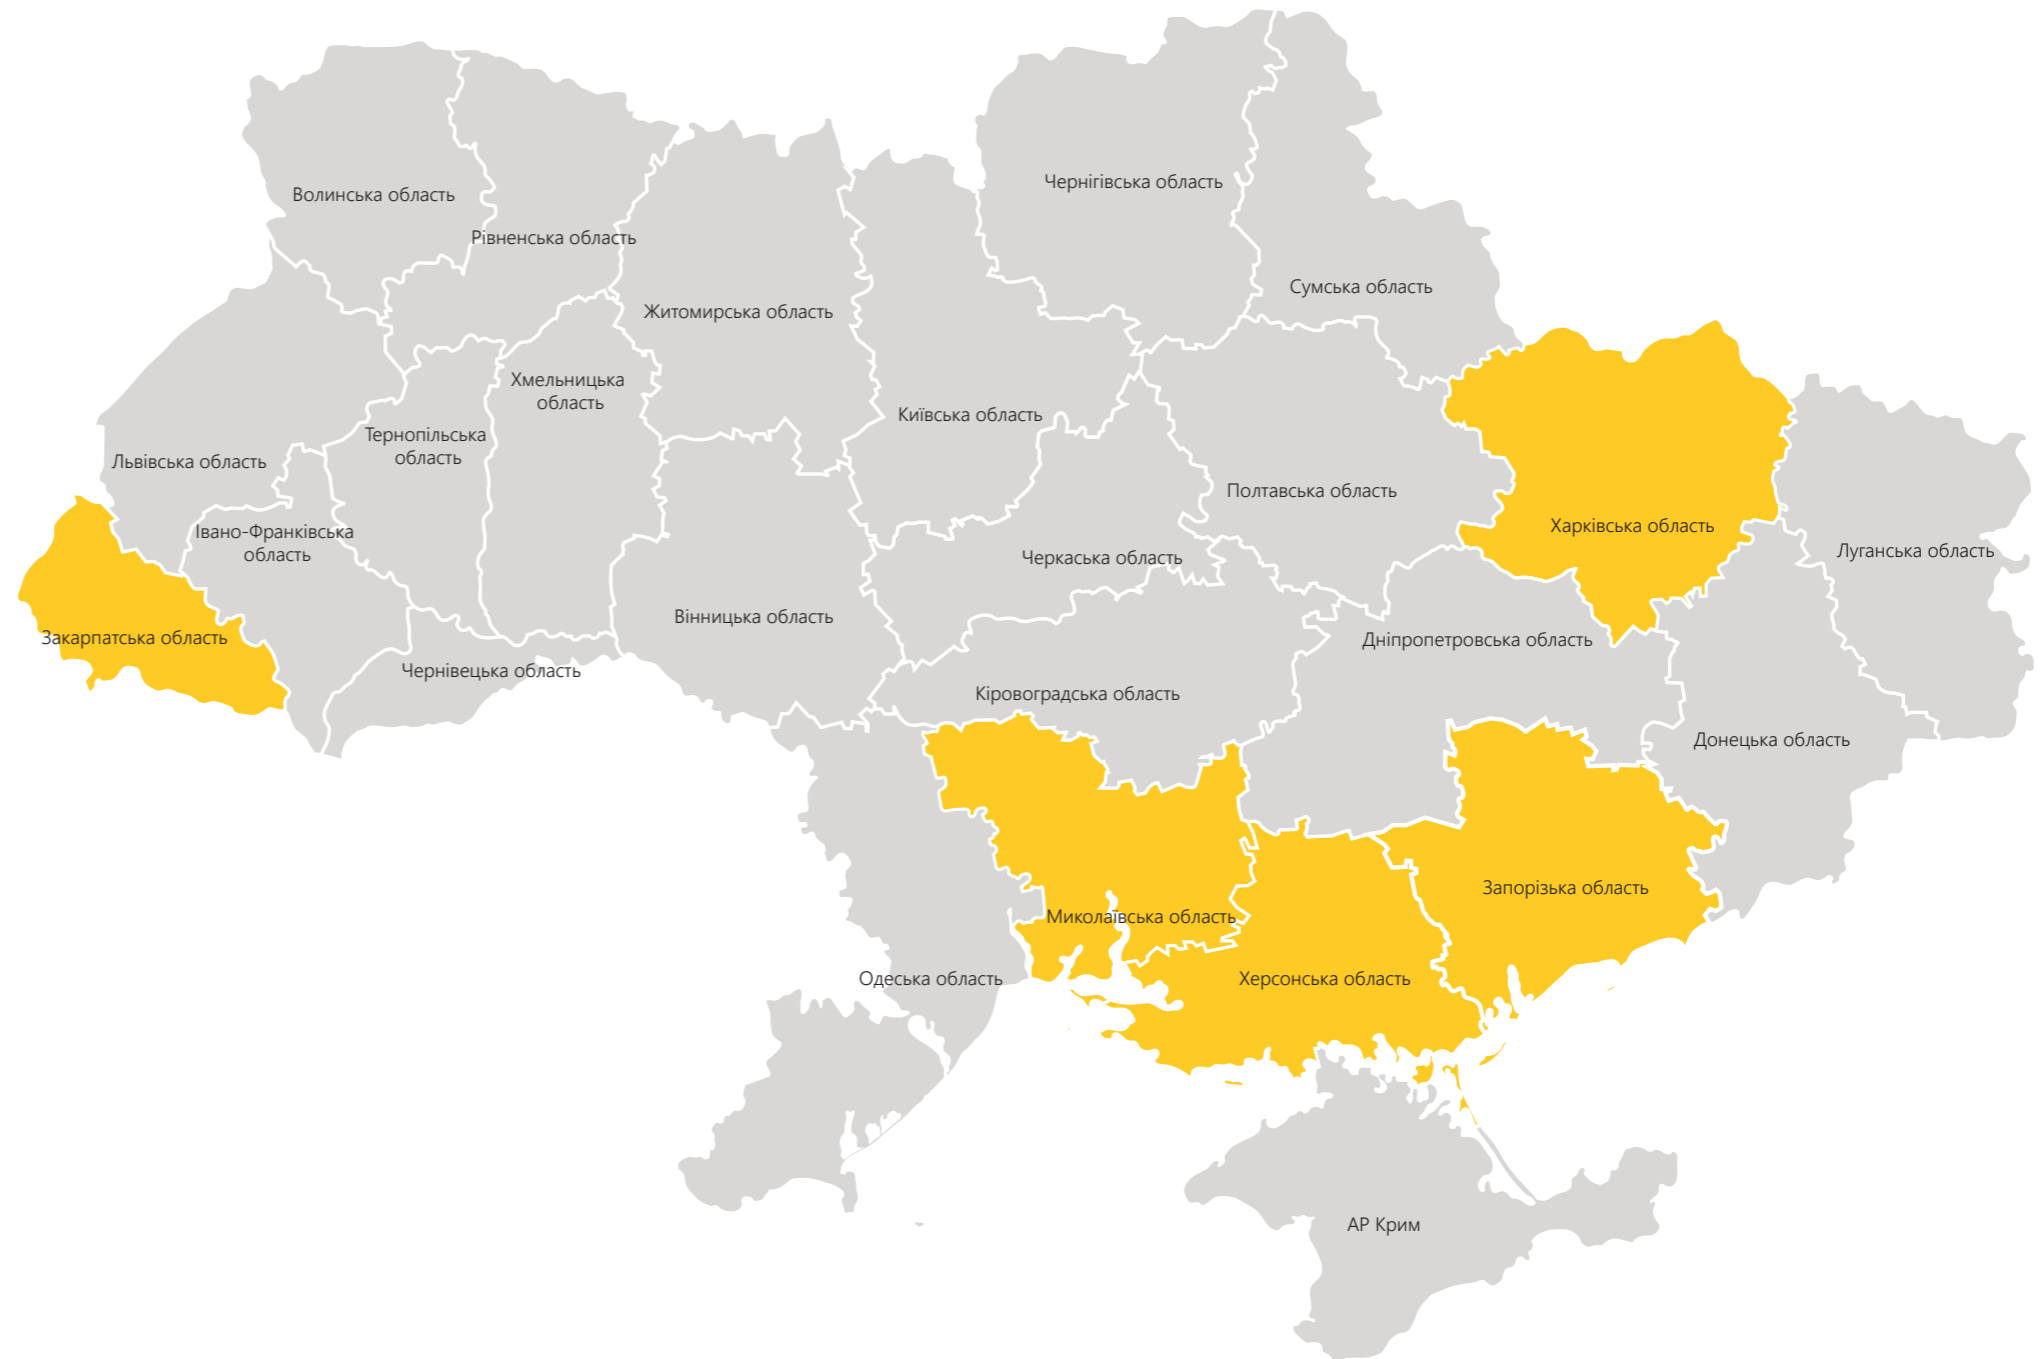 Чернігівська область
Волинська область
Рівненська область
Сумська область
Житомирська область
Хмельницька
область
Київська область
Тернопільська
область
Львівська область
Полтавська область
Харківська область
Івано-Франківська
область
Луганська область
Черкаська область
Вінницька область
Закарпатська область
Дніпропетровська область
Чернівецька область
Кіровоградська область
Донецька область
Запорізька область
Миколаївська область
Одеська область
Херсонська область
АР Крим